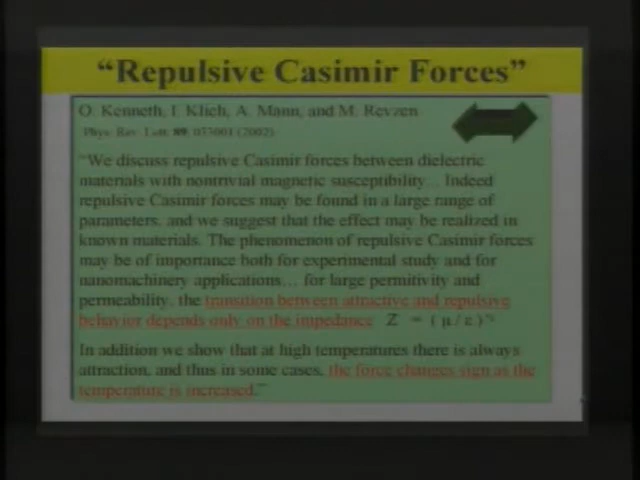 “Repulsive Casimir Forces”
O. Kenneth, I. Klich, A. Mann, and M. Revzen
Phys. Rev. Lett. 89, 033001 (2002)
“We discuss repulsive Casimir forces between dielectric
materials with nontrivial magnetic susceptibility... Indeed
repulsive Casimir forces may be found in a large range of
parameters, and we suggest that the effect may be realized in
known materials. The phenomenon of repulsive Casimir forces
may be of importance both for experimental study and for
nanomachinery applications... for large permitivity and
permeability, the transition between attractive and repulsive
behavior depends only on the impedance Z = (μ/ε)
In addition we show that at high temperatures there is always
attraction, and thus in some cases, the force changes sign as the
temperature is increased.”